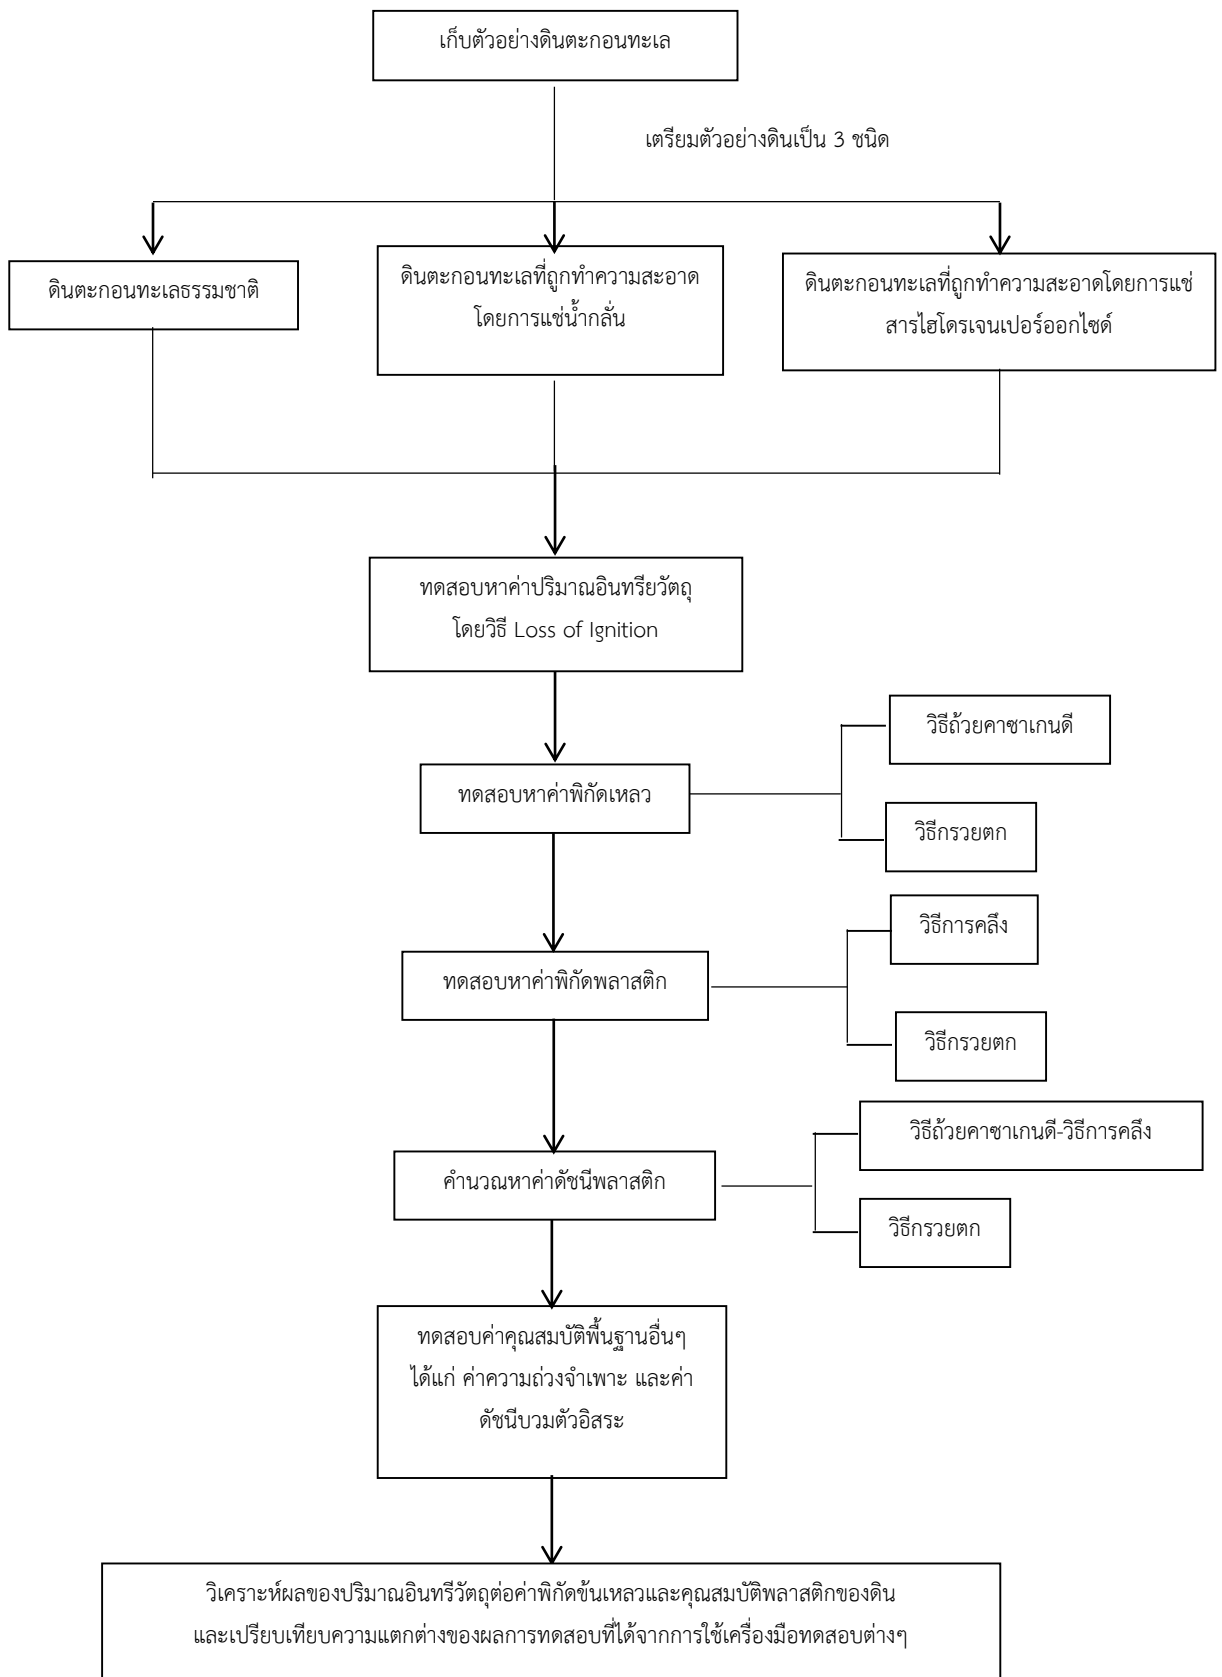 เก็บตัวอย่างดินตะกอนทะเล
เตรียมตัวอย่างดินเป็น 3 ชนิด
ดินตะกอนทะเลธรรมชาติ
ดินตะกอนทะเลที่ถูกทำความสะอาด
โดยการแช่น้ำกลั่น
ดินตะกอนทะเลที่ถูกทำความสะอาดโดยการแช่
สารไฮโดรเจนเปอร์ออกไซด์
ทดสอบหาค่าปริมาณอินทรียวัตถุ
โดยวิธี Loss of Ignition
วิธีถ้วยคาซาเกนดี
ทดสอบหาค่าพิกัดเหลว
วิธีกรวยตก
วิธีการคลึง
ทดสอบหาค่าพิกัดพลาสติก
วิธีกรวยตก
วิธีถ้วยคาซาเกนดี-วิธีการคลึง
คำนวณหาค่าดัชนีพลาสติก
วิธีกรวยตก
ทดสอบค่าคุณสมบัติพื้นฐานอื่นๆ
ได้แก่ ค่าความถ่วงจำเพาะ และค่า
ดัชนีบวมตัวอิสระ
วิเคราะห์ผลของปริมาณอินทรีวัตถุต่อค่าพิกัดข้นเหลวและคุณสมบัติพลาสติกของดิน
และเปรียบเทียบความแตกต่างของผลการทดสอบที่ได้จากการใช้เครื่องมือทดสอบต่างๆ